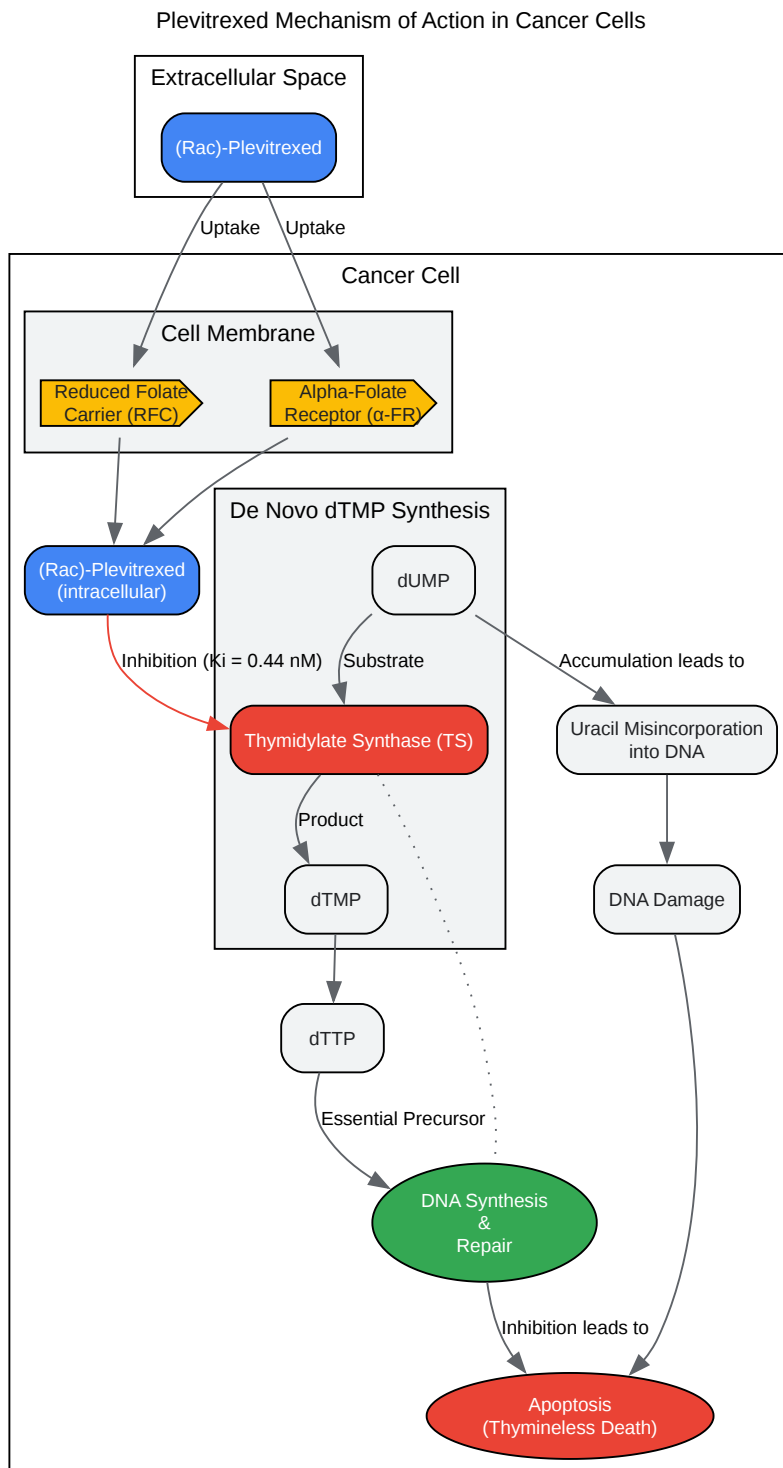 Plevitrexed Mechanism of Action in Cancer Cells
Extracellular Space
(Rac)-Plevitrexed
Uptake
Uptake
Cancer Cell
Cell Membrane
Reduced Folate
Carrier (RFC)
Alpha-Folate
Receptor (α-FR)
De Novo dTMP Synthesis
(Rac)-Plevitrexed
(intracellular)
dUMP
Inhibition (Ki = 0.44 nM)
Substrate
Accumulation leads to
Thymidylate Synthase (TS)
Uracil Misincorporation
into DNA
Product
dTMP
DNA Damage
dTTP
Essential Precursor
DNA Synthesis
&
Repair
Inhibition leads to
Apoptosis
(Thymineless Death)